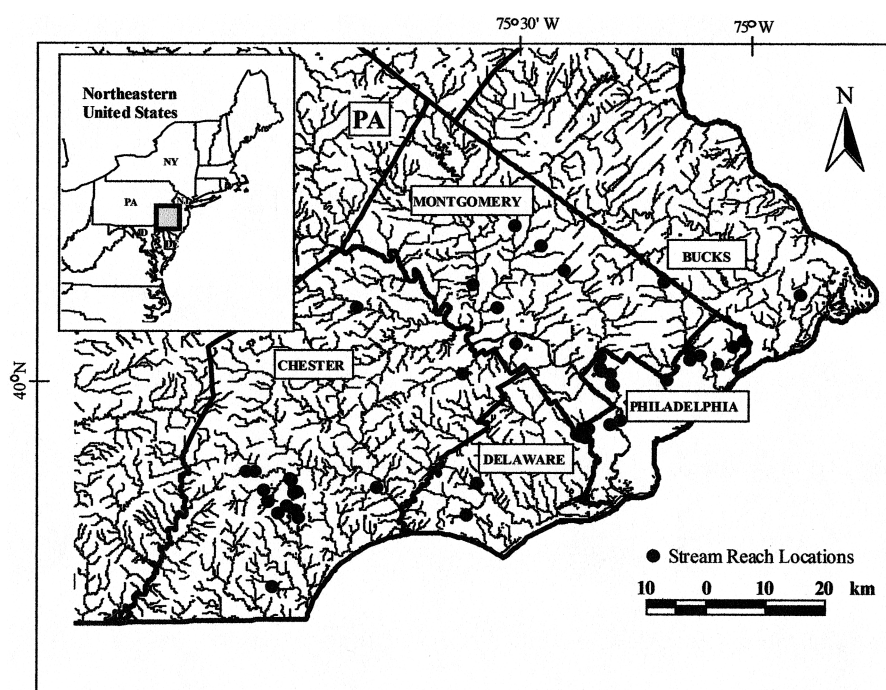 75°30' W
75°W
Northeastern
United States
NY
PA
MD
PA
N
MONTGOMERY
BUCKS
40°N
CHESTER
PHILADELPHIA
DELAWARE
Stream Reach Locations
10 0 10 20 km